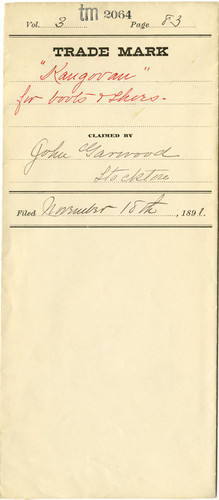 tm 2064
Vol. 3 Page 83
TRADE MARK
"Kangovan"
for boots & Shoes.
CLAIMED BY
John Garwood
Stockton
Filed November 18th, 1891.